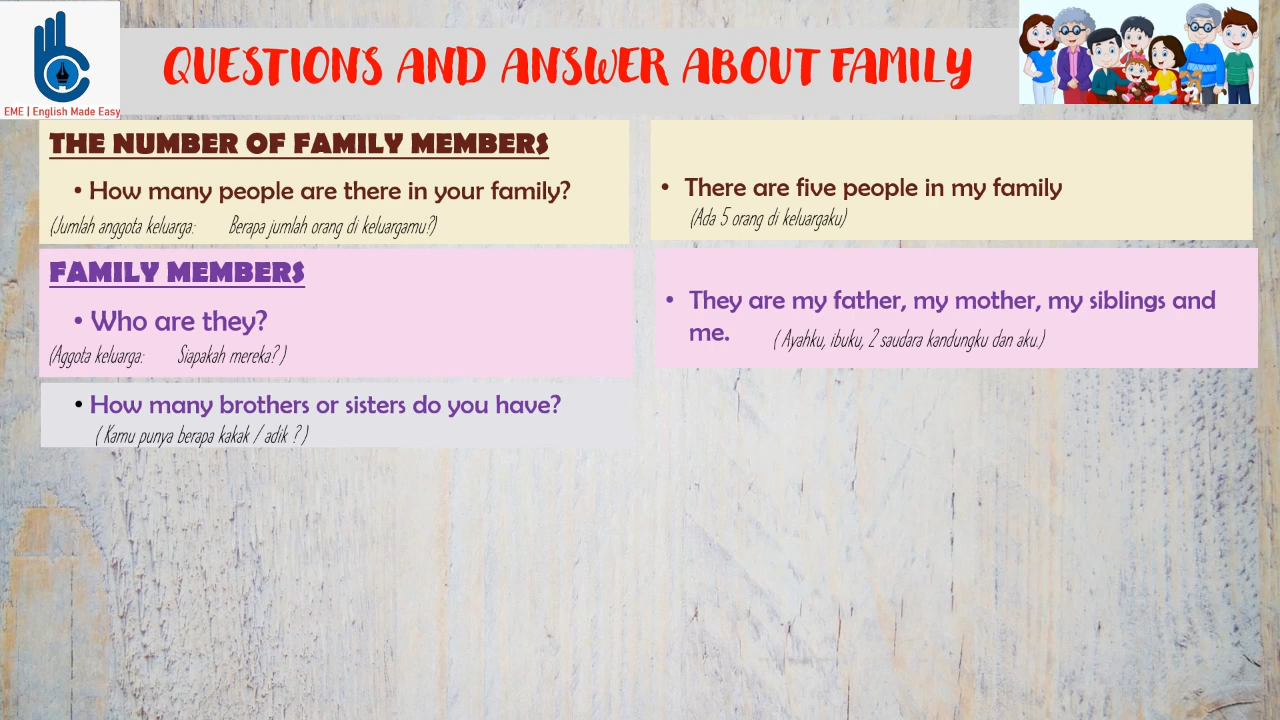 EME | English Made Easy
QUESTIONS AND ANSWER ABOUT FAMILY
THE NUMBER OF FAMILY MEMBERS
• How many people are there in your family?
(Jumlah anggota keluarga: Berapa jumlah orang di keluargamu?)
• There are five people in my family
(Ada 5 orang di keluargaku)
FAMILY MEMBERS
• Who are they?
(Aggota keluarga: Siapakah mereka? )
• They are my father, my mother, my siblings and
me. ( Ayahku, ibuku, 2 saudara kandungku dan aku.)
• How many brothers or sisters do you have?
( Kamu punya berapa kakak / adik ? )